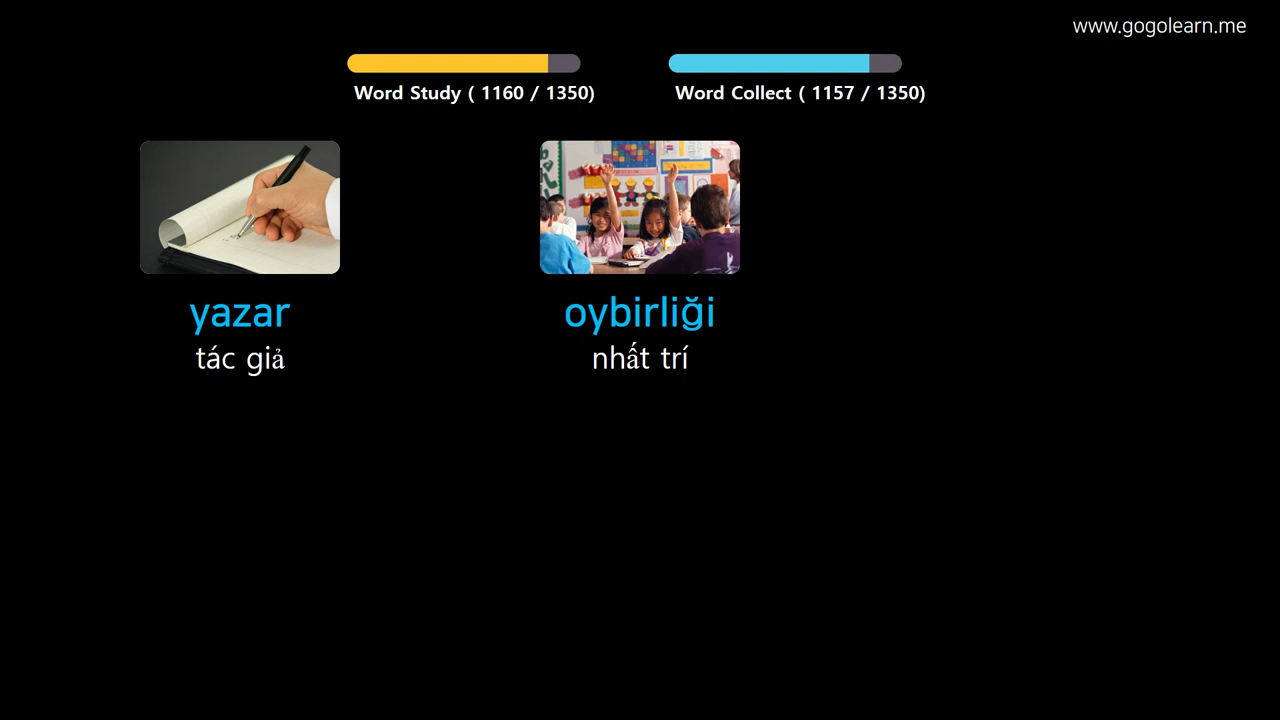 www.gogolearn.me
Word Study ( 1160 / 1350)
Word Collect ( 1157 / 1350)
yazar
tác giả
oybirliği
nhất trí